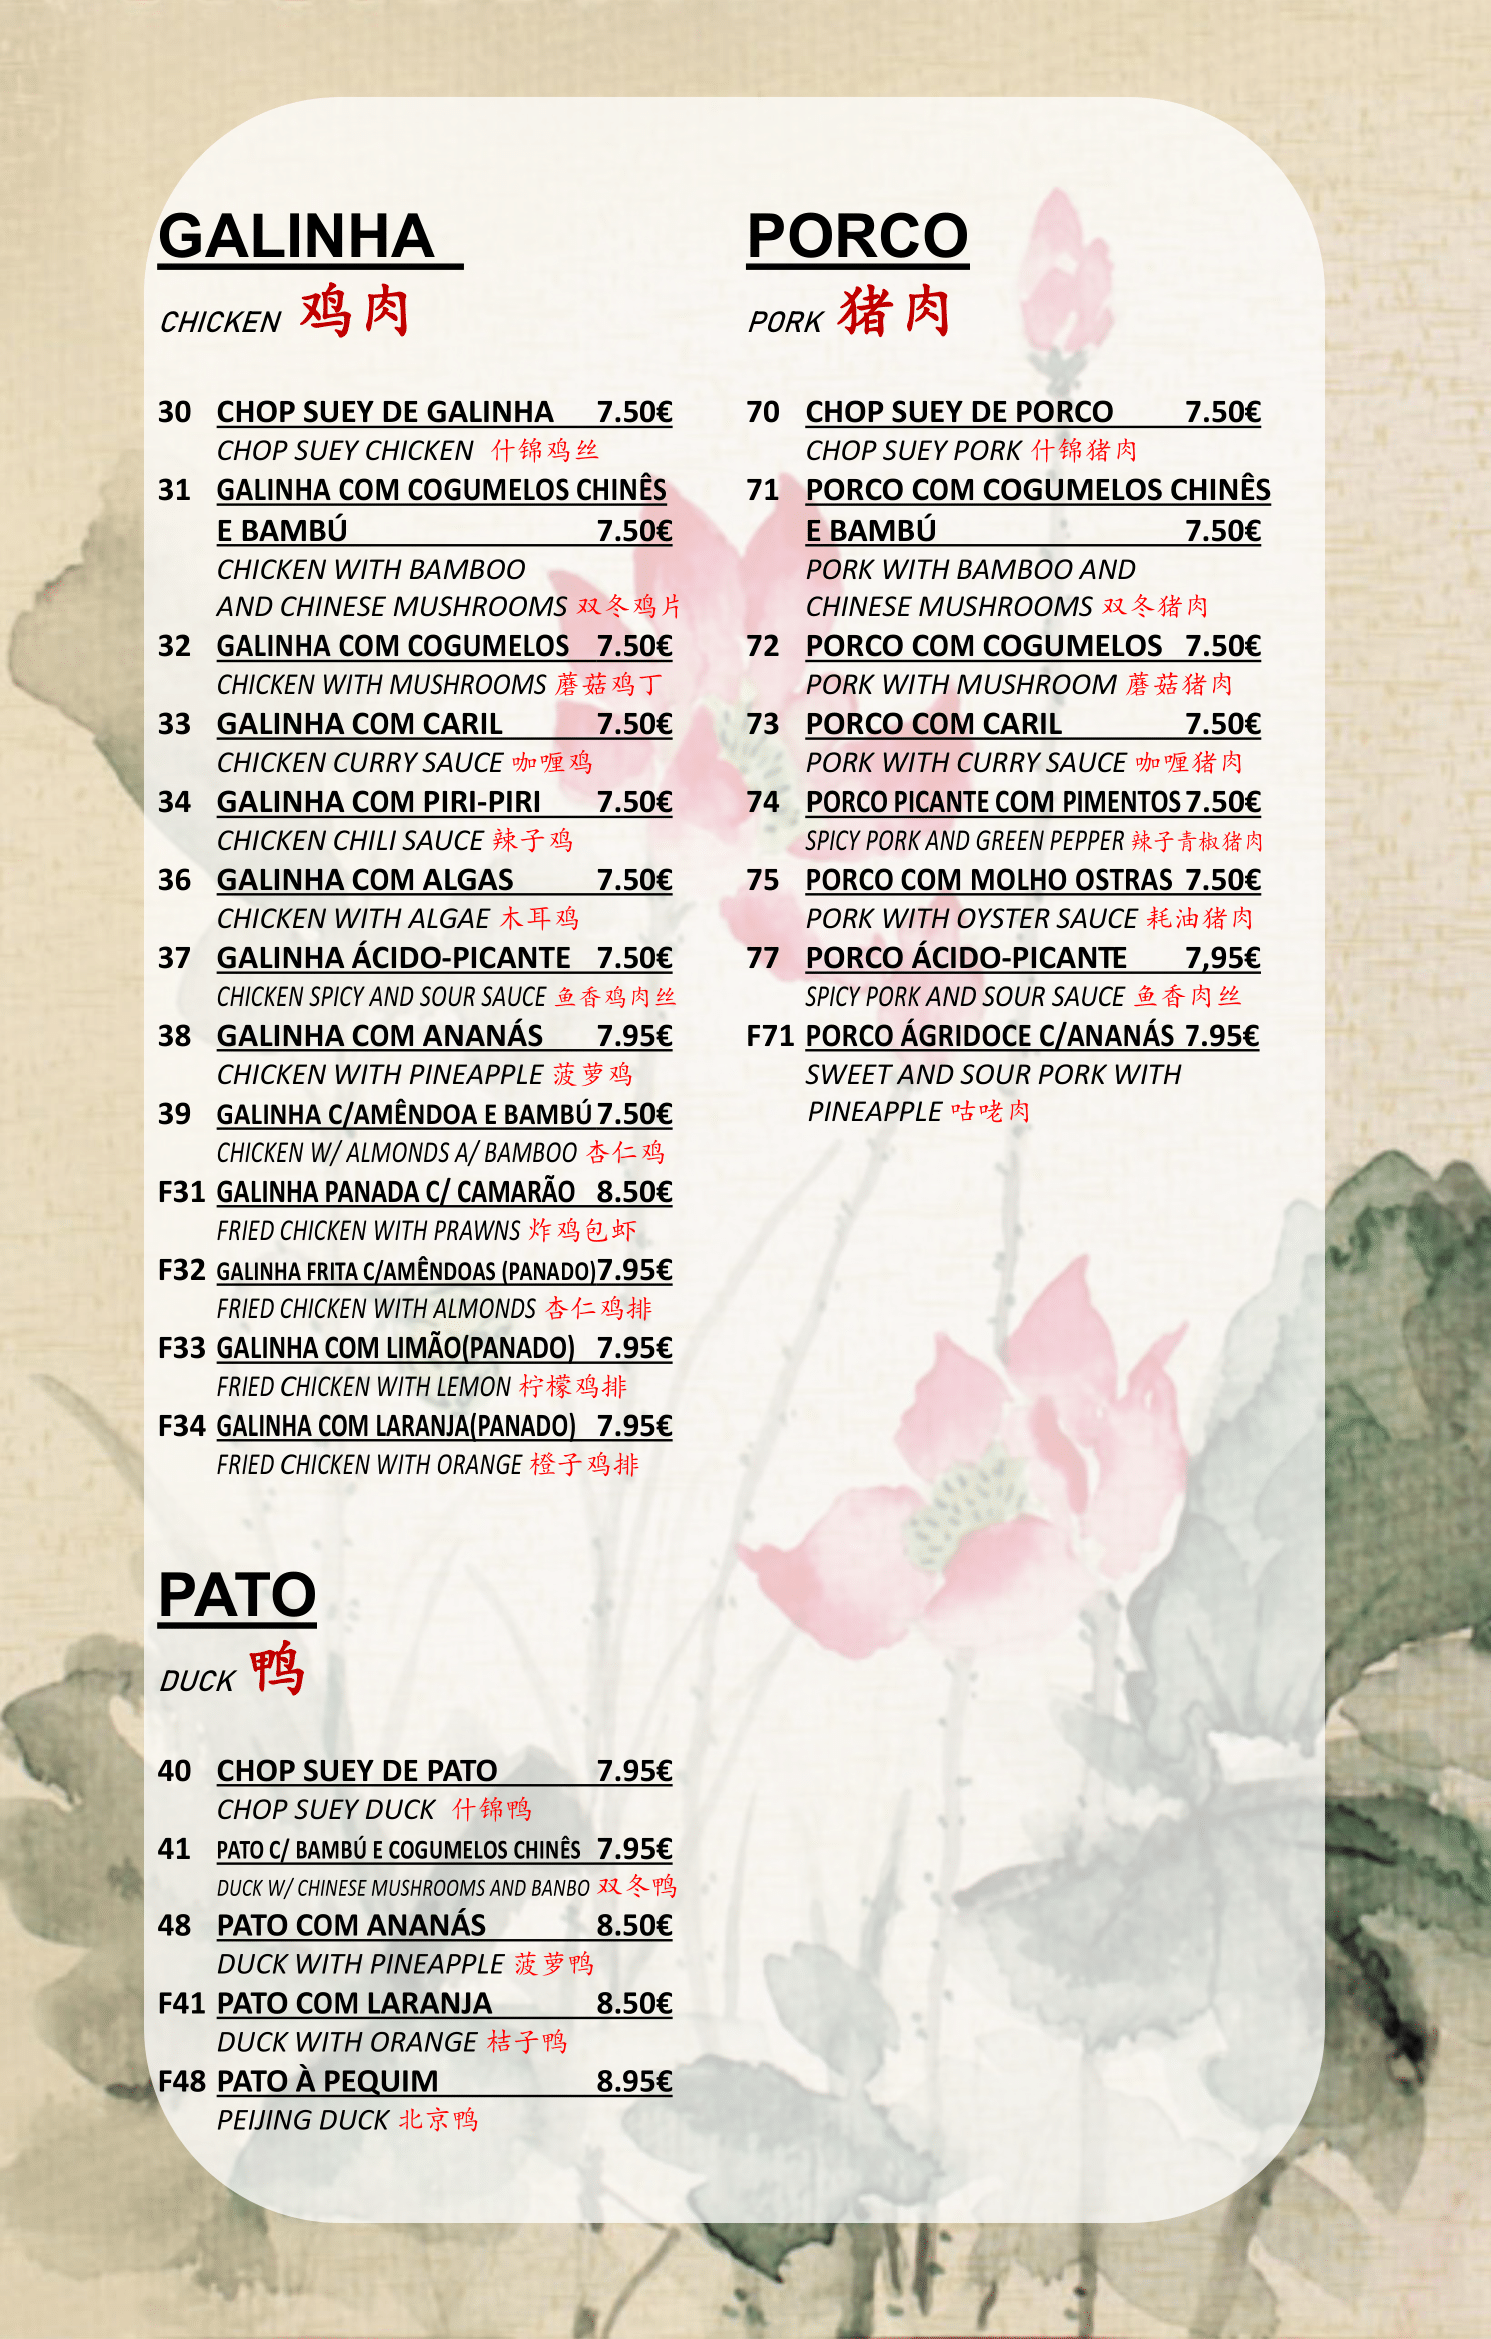 GALINHA
CHICKEN 鸡肉
30 CHOP SUEY DE GALINHA 7.50€
CHOP SUEY CHICKEN 什锦鸡丝
31 GALINHA COM COGUMELOS CHINÊS
E BAMBÚ 7.50€
CHICKEN WITH BAMBOO
AND CHINESE MUSHROOMS 双冬鸡片
32 GALINHA COM COGUMELOS 7.50€
CHICKEN WITH MUSHROOMS 蘑菇鸡丁
33 GALINHA COM CARIL 7.50€
CHICKEN CURRY SAUCE 咖喱鸡
34 GALINHA COM PIRI-PIRI 7.50€
CHICKEN CHILI SAUCE 辣子鸡
36 GALINHA COM ALGAS 7.50€
CHICKEN WITH ALGAE 木耳鸡
37 GALINHA ÁCIDO-PICANTE 7.50€
CHICKEN SPICY AND SOUR SAUCE 鱼香鸡肉丝
38 GALINHA COM ANANÁS 7.95€
CHICKEN WITH PINEAPPLE 菠萝鸡
39 GALINHA C/AMÊNDOA E BAMBÚ 7.50€
CHICKEN W/ ALMONDS A/ BAMBOO 杏仁鸡
F31 GALINHA PANADA C/ CAMARÃO 8.50€
FRIED CHICKEN WITH PRAWNS 炸鸡包虾
F32 GALINHA FRITA C/AMÊNDOAS (PANADO)7.95€
FRIED CHICKEN WITH ALMONDS 杏仁鸡排
F33 GALINHA COM LIMÃO(PANADO) 7.95€
FRIED CHICKEN WITH LEMON 柠檬鸡排
F34 GALINHA COM LARANJA(PANADO) 7.95€
FRIED CHICKEN WITH ORANGE 橙子鸡排
PATO
DUCK 鸭
40 CHOP SUEY DE PATO 7.95€
CHOP SUEY DUCK 什锦鸭
41 PATO C/ BAMBÚ E COGUMELOS CHINÊS 7.95€
DUCK W/ CHINESE MUSHROOMS AND BANBO 双冬鸭
48 PATO COM ANANÁS 8.50€
DUCK WITH PINEAPPLE 菠萝鸭
F41 PATO COM LARANJA 8.50€
DUCK WITH ORANGE 桔子鸭
F48 PATO À PEQUIM 8.95€
PEIJING DUCK 北京鸭
PORCO
PORK 猪肉
70 CHOP SUEY DE PORCO 7.50€
CHOP SUEY PORK 什锦猪肉
71 PORCO COM COGUMELOS CHINÊS
E BAMBÚ 7.50€
PORK WITH BAMBOO AND
CHINESE MUSHROOMS 双冬猪肉
72 PORCO COM COGUMELOS 7.50€
PORK WITH MUSHROOM 蘑菇猪肉
73 PORCO COM CARIL 7.50€
PORK WITH CURRY SAUCE 咖喱猪肉
74 PORCO PICANTE COM PIMENTOS 7.50€
SPICY PORK AND GREEN PEPPER 辣子青椒猪肉
75 PORCO COM MOLHO OSTRAS 7.50€
PORK WITH OYSTER SAUCE 耗油猪肉
77 PORCO ÁCIDO-PICANTE 7,95€
SPICY PORK AND SOUR SAUCE 鱼香肉丝
F71 PORCO ÁGRIDOCE C/ANANÁS 7.95€
SWEET AND SOUR PORK WITH
PINEAPPLE 咕咾肉